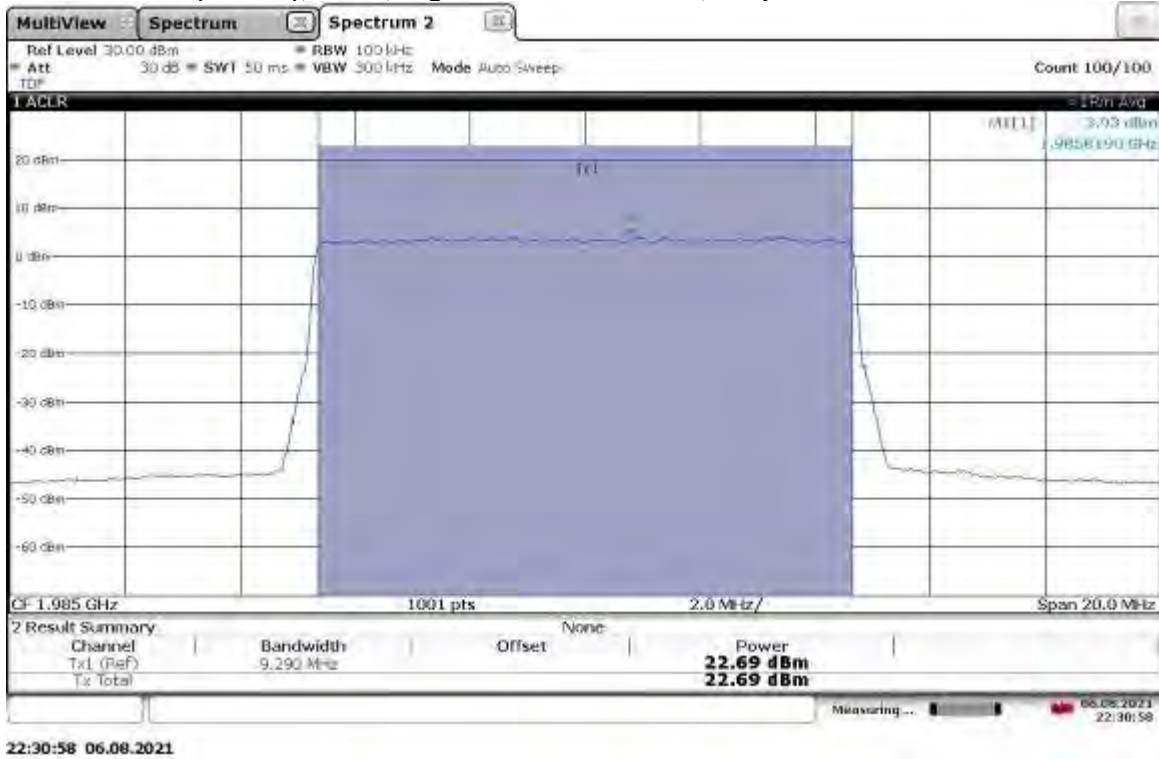 MultiView Spectrum Spectrum 2
Ref Level 30.00 dBm RBW 100 kHz
Att 30 dB SWT 50 ms VBW 300 kHz Mode Auto Sweep Count 100/100
TDF
1 ACLR 1Rm Avg
M1[1] 3.93 dBm
1.9858190 GHz
Tx1
20 dBm
10 dBm
0 dBm
-10 dBm
-20 dBm
-30 dBm
-40 dBm
-50 dBm
-60 dBm
CF 1.985 GHz 1001 pts 2.0 MHz/ Span 20.0 MHz
2 Result Summary None
Channel Bandwidth Offset Power
Tx1 (Ref) 9.290 MHz 22.69 dBm
Tx Total 22.69 dBm
Measuring... 06.08.2021
22:30:58
22:30:58 06.08.2021